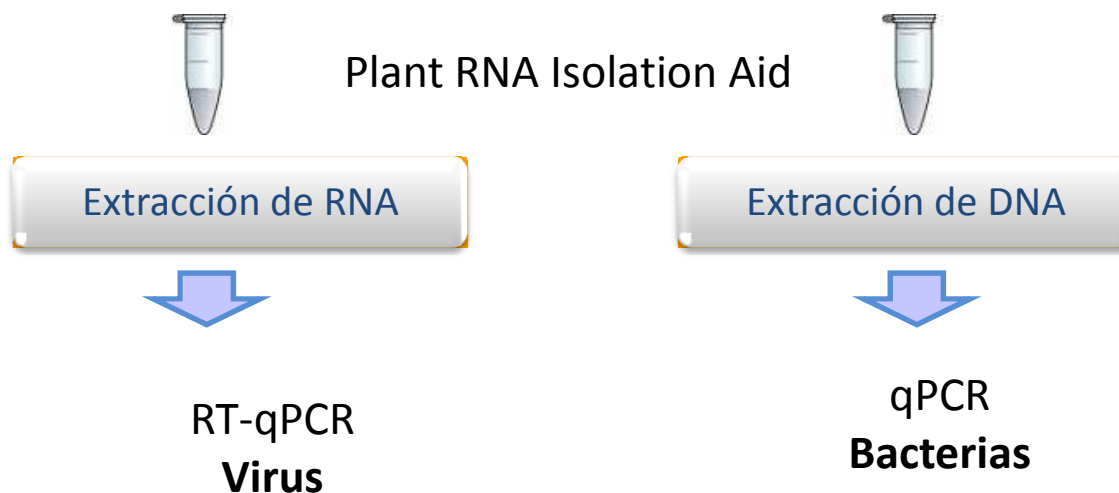 Plant RNA Isolation Aid
Extracción de RNA
Extracción de DNA
RT-qPCR
Virus
qPCR
Bacterias